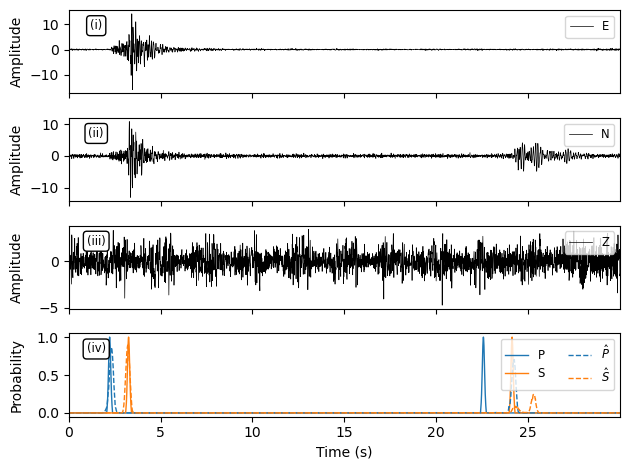 (i)
E
10
0
−10
Amplitude
(ii)
N
10
0
−10
Amplitude
(iii)
Z
0
−5
Amplitude
(iv)
P
S
P̂
Ŝ
1.0
0.5
0.0
Probability
0 5 10 15 20 25
Time (s)